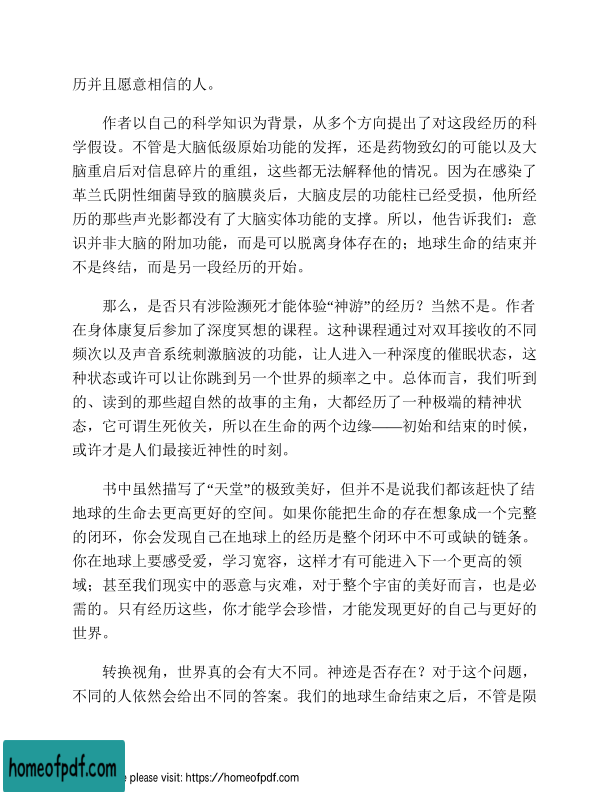 历并且愿意相信的人。
作者以自己的科学知识为背景，从多个方向提出了对这段经历的科
学假设。不管是大脑低级原始功能的发挥，还是药物致幻的可能以及大
脑重启后对信息碎片的重组，这些都无法解释他的情况。因为在感染了
革兰氏阴性细菌导致的脑膜炎后，大脑皮层的功能柱已经受损，他所经
历的那些声光影都没有了大脑实体功能的支撑。所以，他告诉我们：意
识并非大脑的附加功能，而是可以脱离身体存在的；地球生命的结束并
不是终结，而是另一段经历的开始。
那么，是否只有涉险濒死才能体验“神游”的经历？当然不是。作者
在身体康复后参加了深度冥想的课程。这种课程通过对双耳接收的不同
频次以及声音系统刺激脑波的功能，让人进入一种深度的催眠状态，这
种状态或许可以让你跳到另一个世界的频率之中。总体而言，我们听到
的、读到的那些超自然的故事的主角，大都经历了一种极端的精神状
态，它可谓生死攸关，所以在生命的两个边缘——初始和结束的时候，
或许才是人们最接近神性的时刻。
书中虽然描写了“天堂”的极致美好，但并不是说我们都该赶快了结
地球的生命去更高更好的空间。如果你能把生命的存在想象成一个完整
的闭环，你会发现自己在地球上的经历是整个闭环中不可或缺的链条。
你在地球上要感受爱，学习宽容，这样才有可能进入下一个更高的领
域；甚至我们现实中的恶意与灾难，对于整个宇宙的美好而言，也是必
需的。只有经历这些，你才能学会珍惜，才能发现更好的自己与更好的
世界。
转换视角，世界真的会有大不同。神迹是否存在？对于这个问题，
不同的人依然会给出不同的答案。我们的地球生命结束之后，不管是陨
homeofpdf.com
e please visit: https://homeofpdf.com